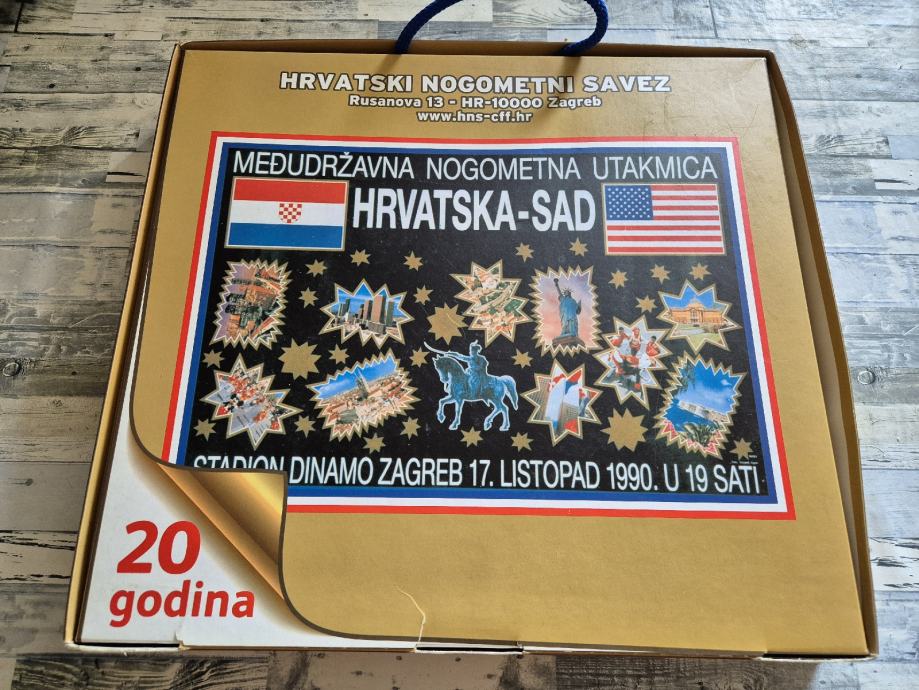 HRVATSKI NOGOMETNI SAVEZ
Rusanova 13 - HR-10000 Zagreb
www.hns-cff.hr
MEĐUDRŽAVNA NOGOMETNA UTAKMICA
HRVATSKA-SAD
STADION DINAMO ZAGREB 17. LISTOPAD 1990. U 19 SATI
20
godina